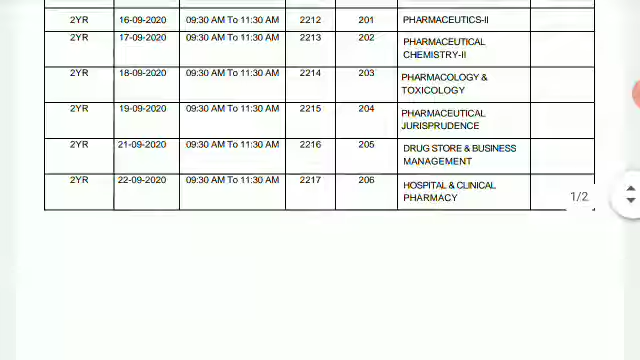 2YR 16-09-2020 09:30 AM To 11:30 AM 2212 201 PHARMACEUTICS-II
2YR 17-09-2020 09:30 AM To 11:30 AM 2213 202 PHARMACEUTICAL
CHEMISTRY-II
2YR 18-09-2020 09:30 AM To 11:30 AM 2214 203 PHARMACOLOGY &
TOXICOLOGY
2YR 19-09-2020 09:30 AM To 11:30 AM 2215 204 PHARMACEUTICAL
JURISPRUDENCE
2YR 21-09-2020 09:30 AM To 11:30 AM 2216 205 DRUG STORE & BUSINESS
MANAGEMENT
2YR 22-09-2020 09:30 AM To 11:30 AM 2217 206 HOSPITAL & CLINICAL
PHARMACY
1/2